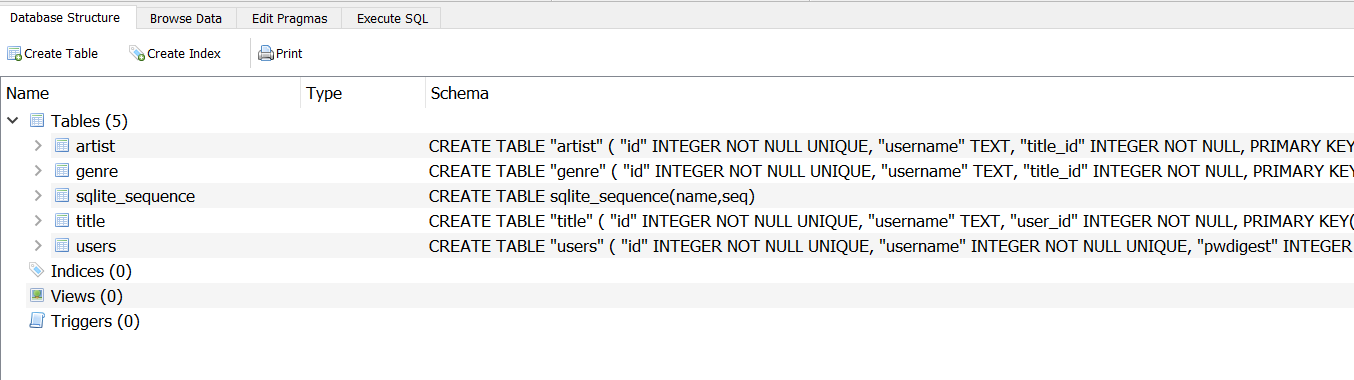 Database Structure Browse Data Edit Pragmas Execute SQL
Create Table Create Index Print
Name Type Schema
Tables (5)
artist CREATE TABLE "artist" ( "id" INTEGER NOT NULL UNIQUE, "username" TEXT, "title_id" INTEGER NOT NULL, PRIMARY KEY
genre CREATE TABLE "genre" ( "id" INTEGER NOT NULL UNIQUE, "username" TEXT, "title_id" INTEGER NOT NULL, PRIMARY KEY(
sqlite_sequence CREATE TABLE sqlite_sequence(name,seq)
title CREATE TABLE "title" ( "id" INTEGER NOT NULL UNIQUE, "username" TEXT, "user_id" INTEGER NOT NULL, PRIMARY KEY(
users CREATE TABLE "users" ( "id" INTEGER NOT NULL UNIQUE, "username" INTEGER NOT NULL UNIQUE, "pwdigest" INTEGER
Indices (0)
Views (0)
Triggers (0)